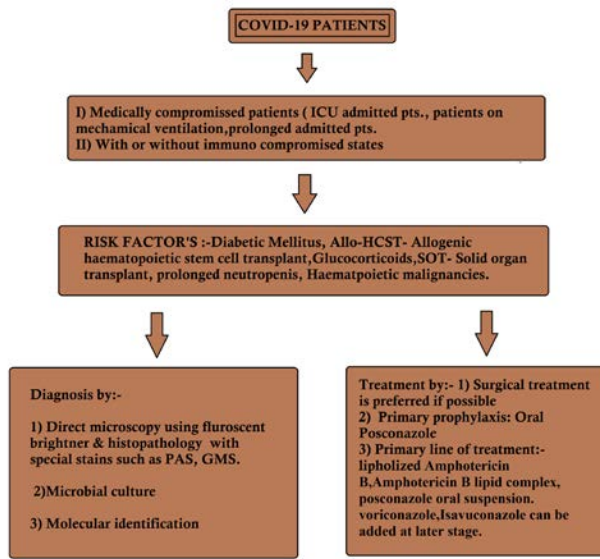 COVID-19 PATIENTS
I) Medically compromissed patients ( ICU admitted pts., patients on
mechamical ventilation,prolonged admitted pts.
II) With or without immuno compromised states
RISK FACTOR'S :-Diabetic Mellitus, Allo-HCST- Allogenic
haematopoietic stem cell transplant,Glucocorticoids,SOT- Solid organ
transplant, prolonged neutropenis, Haematpoietic malignancies.
Diagnosis by:-
1) Direct microscopy using fluroscent
brightner & histopathology with
special stains such as PAS, GMS.
2)Microbial culture
3) Molecular identification
Treatment by:- 1) Surgical treatment
is preferred if possible
2) Primary prophylaxis: Oral
Posconazole
3) Primary line of treatment:-
lipholized Amphotericin
B,Amphotericin B lipid complex,
posconazole oral suspension.
voriconazole,Isavuconazole can be
added at later stage.